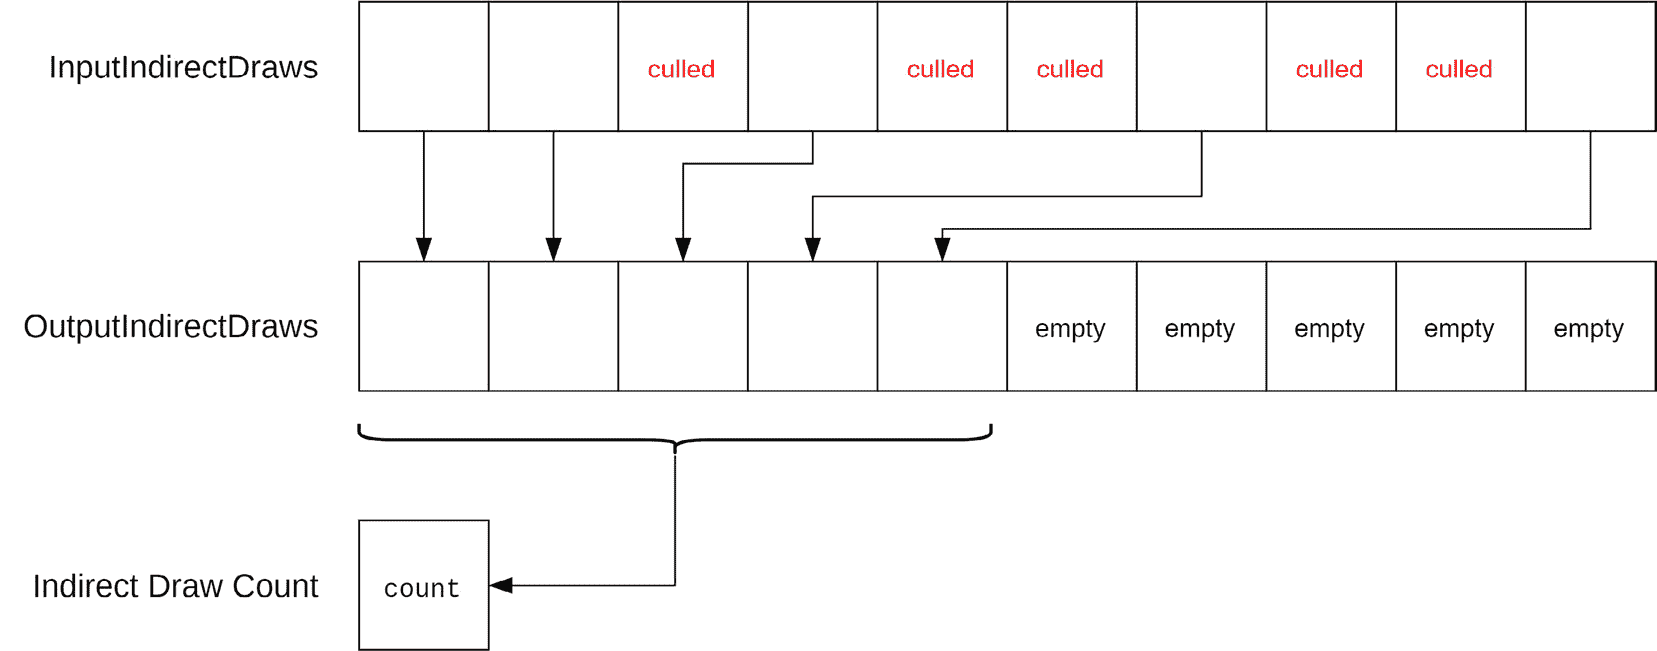 InputIndirectDraws
culled culled culled culled culled
OutputIndirectDraws
empty empty empty empty empty
Indirect Draw Count
count